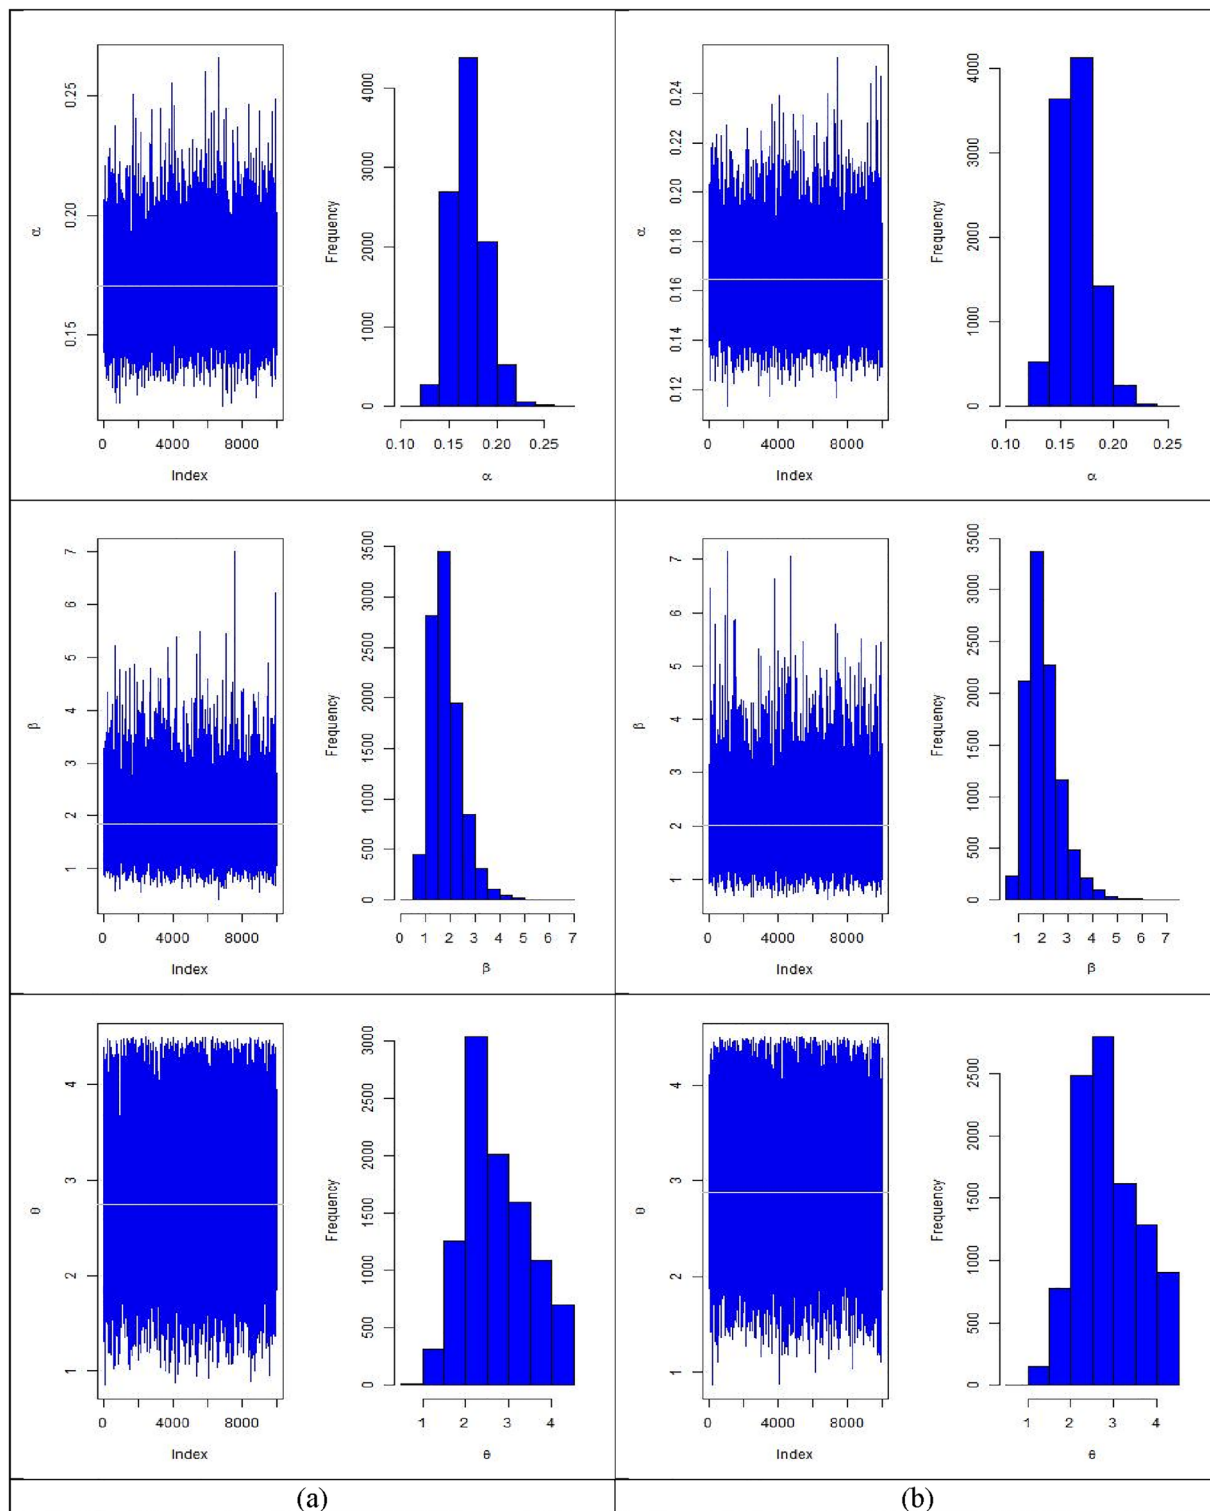 α
0.15 0.20 0.25
0 4000 8000
Index
Frequency
0 1000 2000 3000 4000
0.10 0.15 0.20 0.25
α
α
0.12 0.14 0.16 0.18 0.20 0.22 0.24
0 4000 8000
Index
Frequency
0 1000 2000 3000 4000
0.10 0.15 0.20 0.25
α
β
1 2 3 4 5 6 7
0 4000 8000
Index
Frequency
0 500 1000 1500 2000 2500 3000 3500
0 1 2 3 4 5 6 7
β
β
1 2 3 4 5 6 7
0 4000 8000
Index
Frequency
0 500 1000 1500 2000 2500 3000 3500
1 2 3 4 5 6 7
β
θ
1 2 3 4
0 4000 8000
Index
Frequency
0 500 1000 1500 2000 2500 3000
1 2 3 4
θ
θ
1 2 3 4
0 4000 8000
Index
Frequency
0 500 1000 1500 2000 2500
1 2 3 4
θ
(a)
(b)